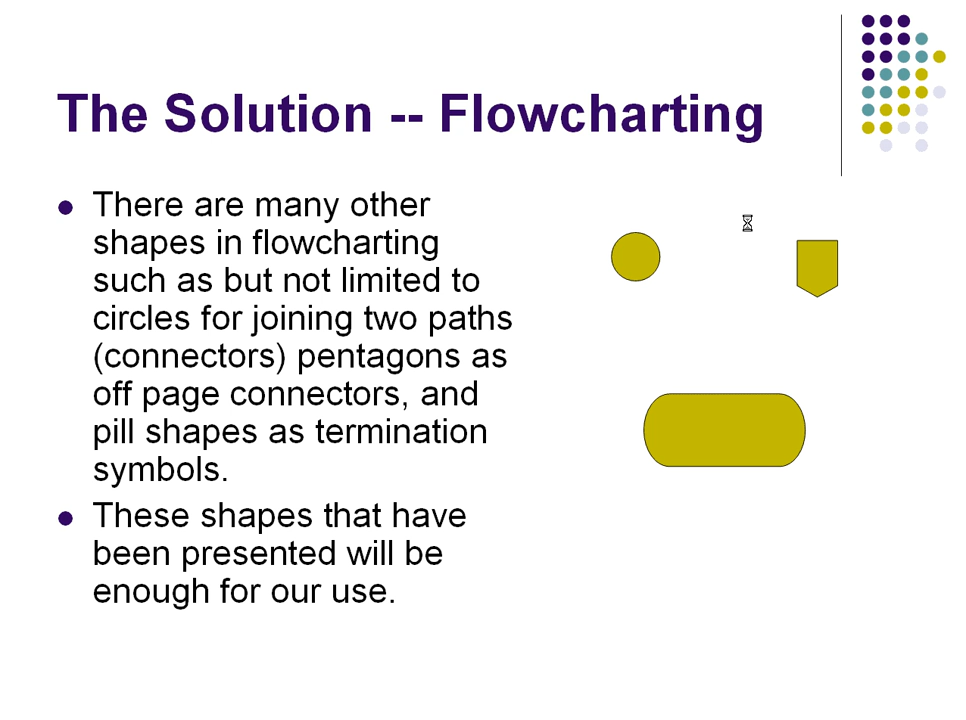 The Solution -- Flowcharting
There are many other
shapes in flowcharting
such as but not limited to
circles for joining two paths
(connectors) pentagons as
off page connectors, and
pill shapes as termination
symbols.
These shapes that have
been presented will be
enough for our use.